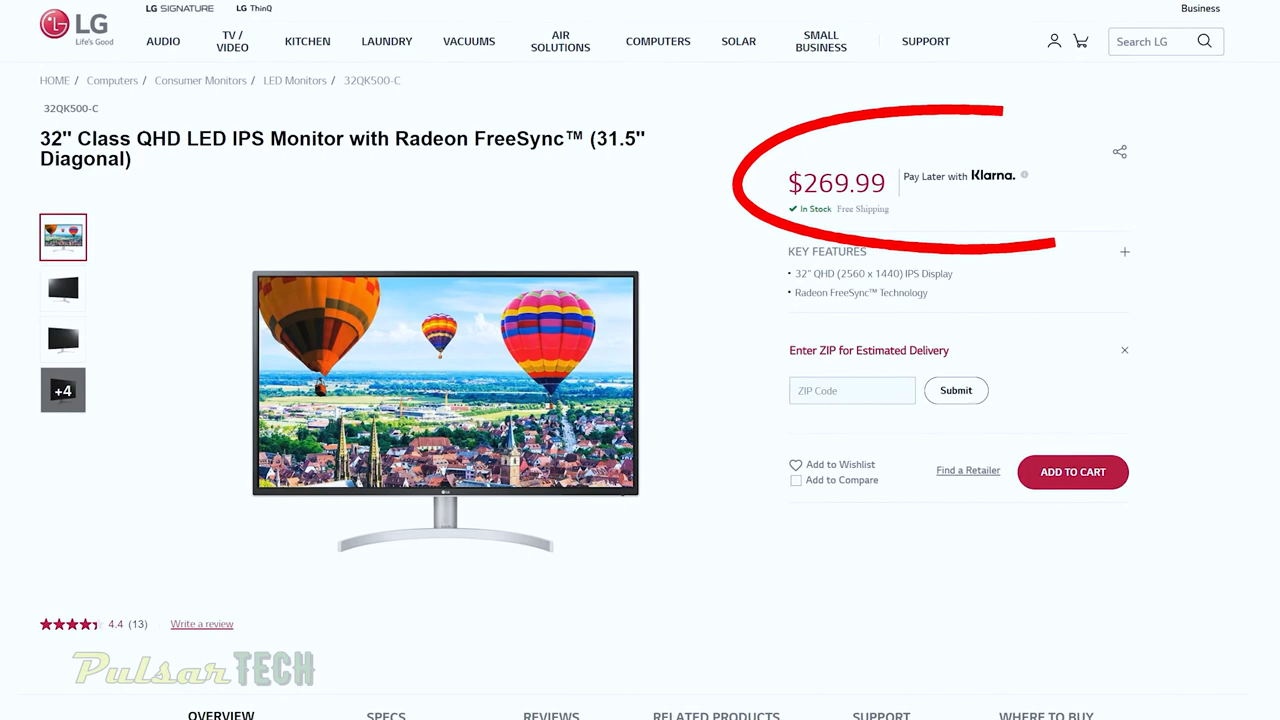 LG SIGNATURE LG ThinQ Business
LG
Life's Good
AUDIO TV / VIDEO KITCHEN LAUNDRY VACUUMS AIR SOLUTIONS COMPUTERS SOLAR SMALL BUSINESS SUPPORT Search LG
HOME / Computers / Consumer Monitors / LED Monitors / 32QK500-C
32QK500-C
32" Class QHD LED IPS Monitor with Radeon FreeSync™ (31.5"
Diagonal)
$269.99 Pay Later with Klarna.
In Stock Free Shipping
KEY FEATURES +
• 32" QHD (2560 x 1440) IPS Display
• Radeon FreeSync™ Technology
Enter ZIP for Estimated Delivery
ZIP Code Submit
Add to Wishlist
Add to Compare
Find a Retailer
ADD TO CART
+4
LG
4.4 (13) Write a review
PulsarTECH
OVERVIEW SPECS REVIEWS RELATED PRODUCTS SUPPORT WHERE TO BUY